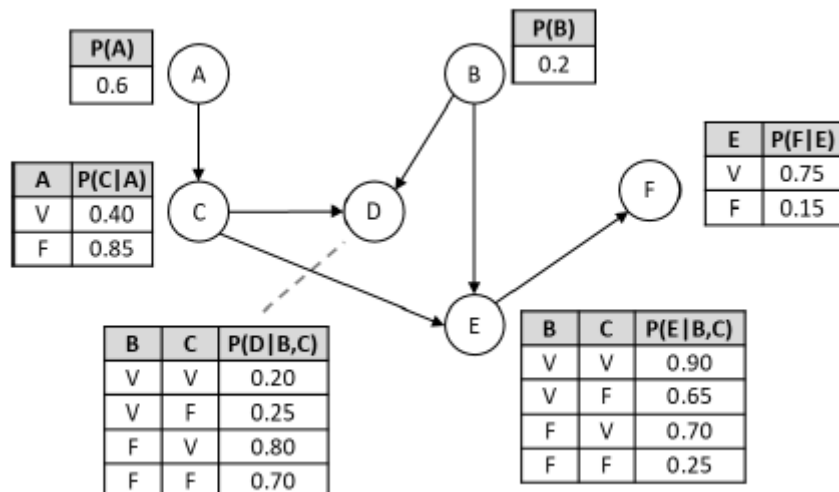 P(A)
0.6
A
B
P(B)
0.2
A P(C|A)
V 0.40
F 0.85
C
D
F
E P(F|E)
V 0.75
F 0.15
E
B C P(D|B,C)
V V 0.20
V F 0.25
F V 0.80
F F 0.70
B C P(E|B,C)
V V 0.90
V F 0.65
F V 0.70
F F 0.25